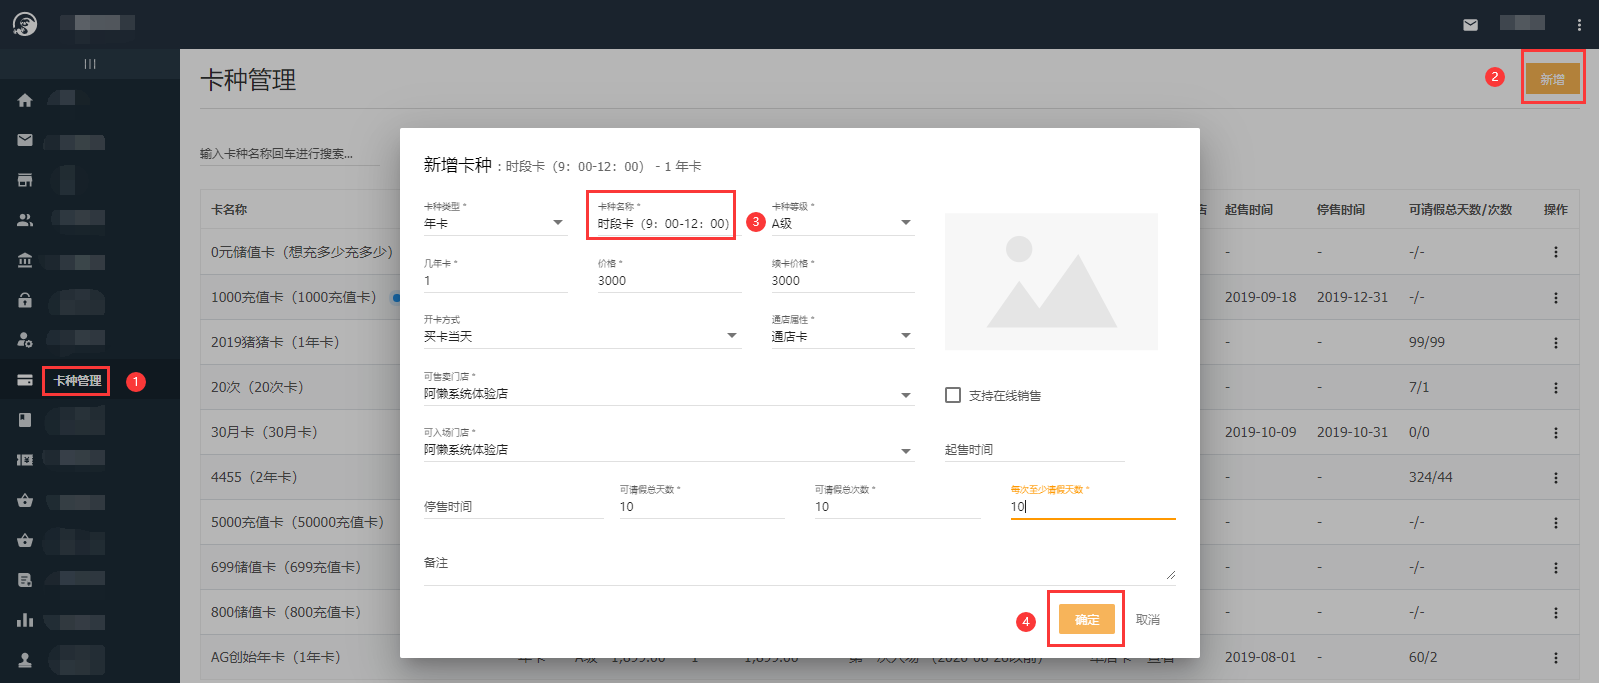 卡种管理
2
新增
输入卡种名称回车进行搜索...
卡名称
起售时间
停售时间
可请假总天数/次数
操作
0元储值卡（想充多少充多少）
-
-
-/-
1000充值卡（1000充值卡）
2019-09-18
2019-12-31
-/-
2019猪猪卡（1年卡）
-
-
99/99
卡种管理
1
20次（20次卡）
-
-
7/1
30月卡（30月卡）
2019-10-09
2019-10-31
0/0
4455（2年卡）
-
-
324/44
5000充值卡（50000充值卡）
-
-
-/-
699储值卡（699充值卡）
-
-
-/-
800储值卡（800充值卡）
-
-
-/-
AG创始年卡（1年卡）
2019-08-01
-
60/2
新增卡种：时段卡（9：00-12：00） - 1 年卡
卡种类型 *
年卡
卡种名称 *
时段卡（9：00-12：00）
3
卡种等级 *
A级
几年卡 *
1
价格 *
3000
续卡价格 *
3000
开卡方式
买卡当天
通店属性 *
通店卡
可售卖门店 *
阿懒系统体验店
支持在线销售
可入场门店 *
阿懒系统体验店
起售时间
停售时间
可请假总天数 *
10
可请假总次数 *
10
每次至少请假天数 *
10
备注
4
确定
取消